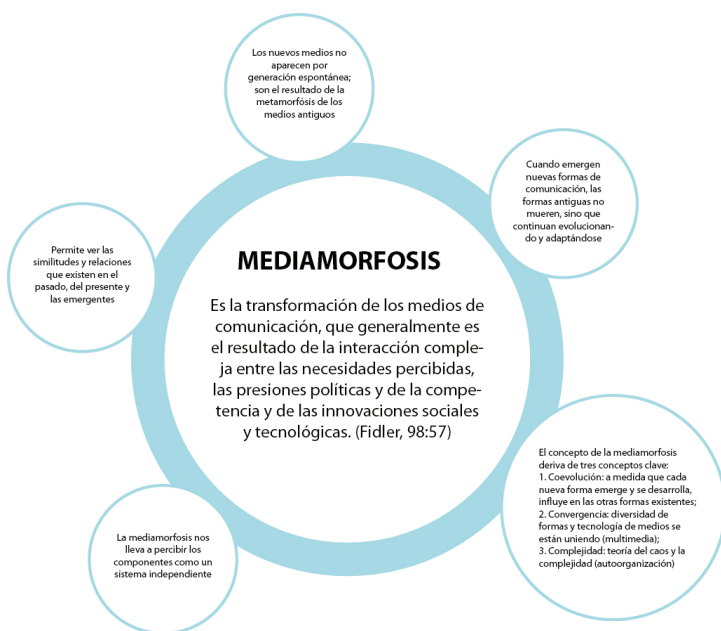 Los nuevos medios no
aparecen por
generación espontánea;
son el resultado de la
metamorfósis de los
medios antiguos
Cuando emergen
nuevas formas de
comunicación, las
formas antiguas no
mueren, sino que
continuan evolucionan-
do y adaptándose
Permite ver las
similitudes y relaciones
que existen en el
pasado, del presente y
las emergentes
MEDIAMORFOSIS
Es la transformación de los medios de
comunicación, que generalmente es
el resultado de la interacción comple-
ja entre las necesidades percibidas,
las presiones políticas y de la compe-
tencia y de las innovaciones sociales
y tecnológicas. (Fidler, 98:57)
El concepto de la mediamorfosis
deriva de tres conceptos clave:
1. Coevolución: a medida que cada
nueva forma emerge y se desarrolla,
influye en las otras formas existentes;
2. Convergencia: diversidad de
formas y tecnología de medios se
están uniendo (multimedia);
3. Complejidad: teoría del caos y la
complejidad (autoorganización)
La mediamorfosis nos
lleva a percibir los
componentes como un
sistema independiente